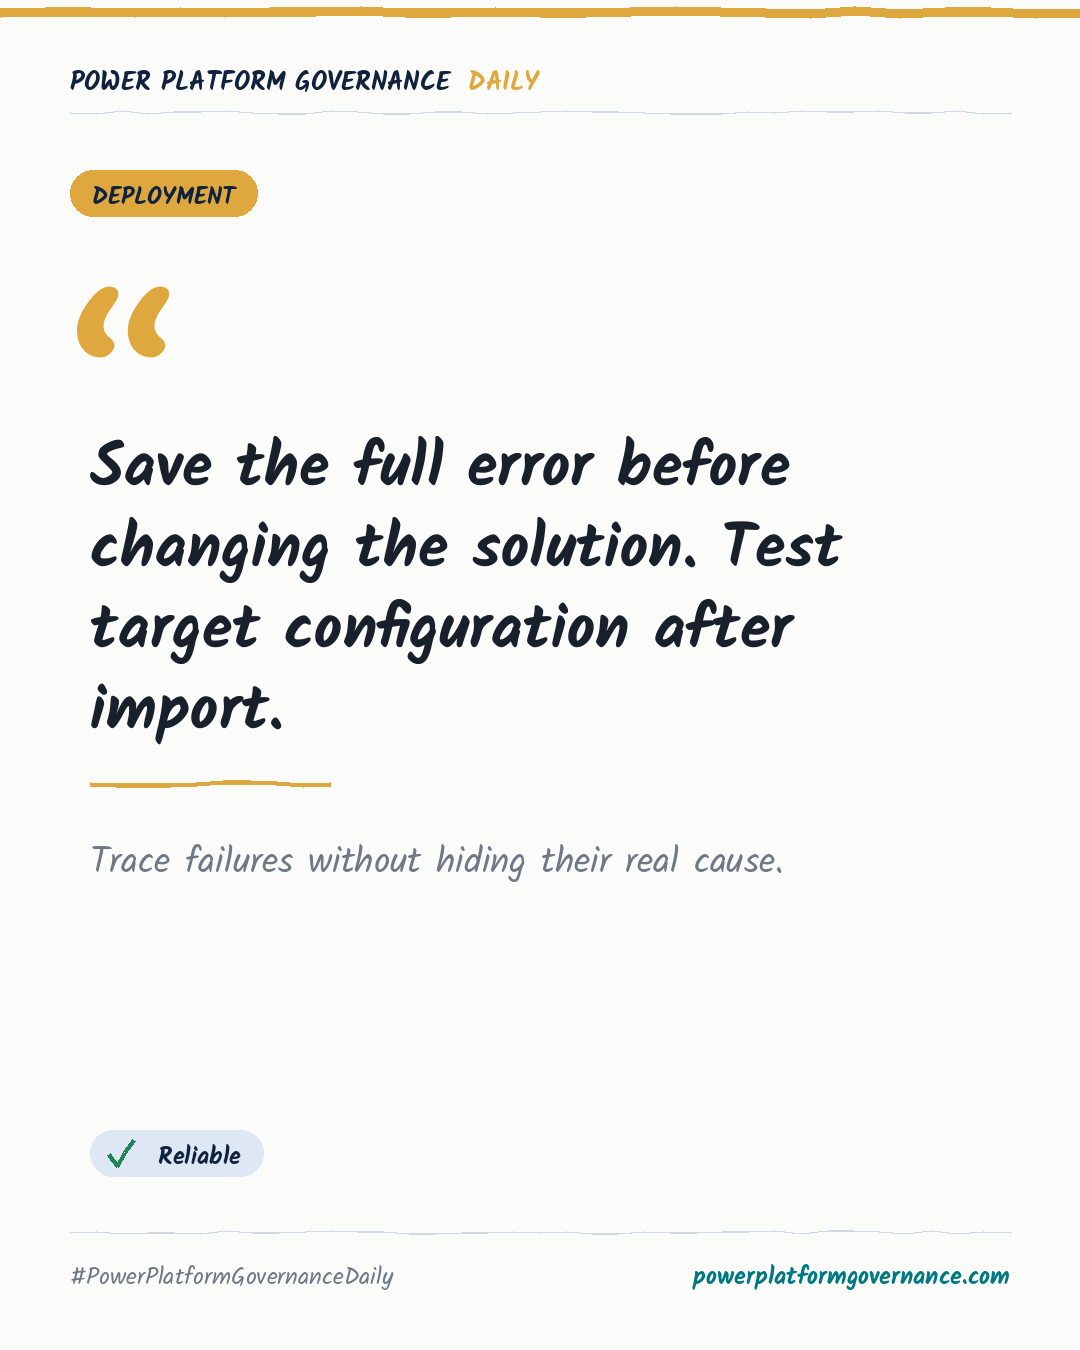 POWER PLATFORM GOVERNANCE DAILY
DEPLOYMENT
“
Save the full error before
changing the solution. Test
target configuration after
import.
Trace failures without hiding their real cause.
Reliable
#PowerPlatformGovernanceDaily
powerplatformgovernance.com